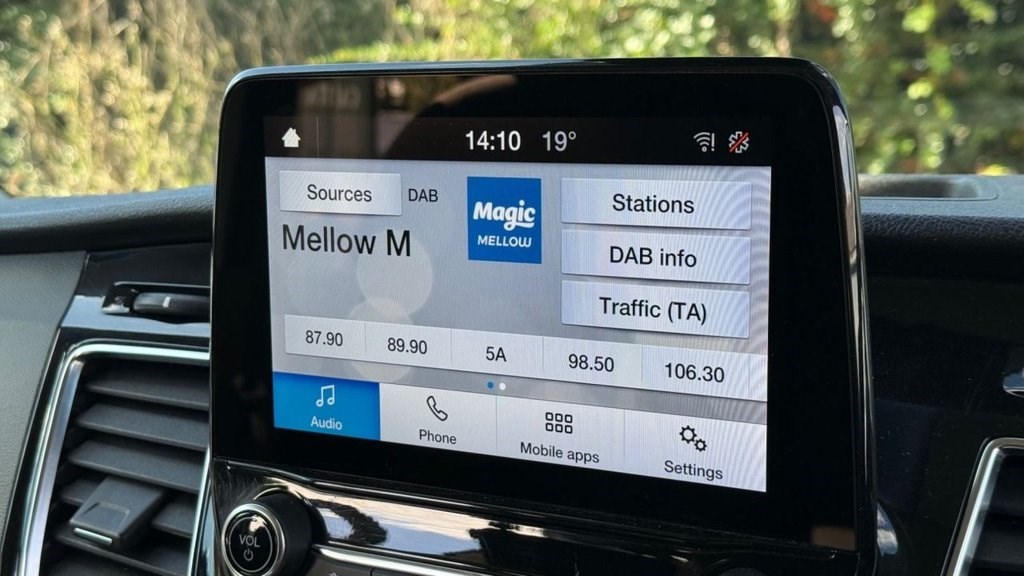 14:10 19°
Sources
DAB
Mellow M
Magic
MELLOW
Stations
DAB info
Traffic (TA)
87.90
89.90
5A
98.50
106.30
Audio
Phone
Mobile apps
Settings
VOL